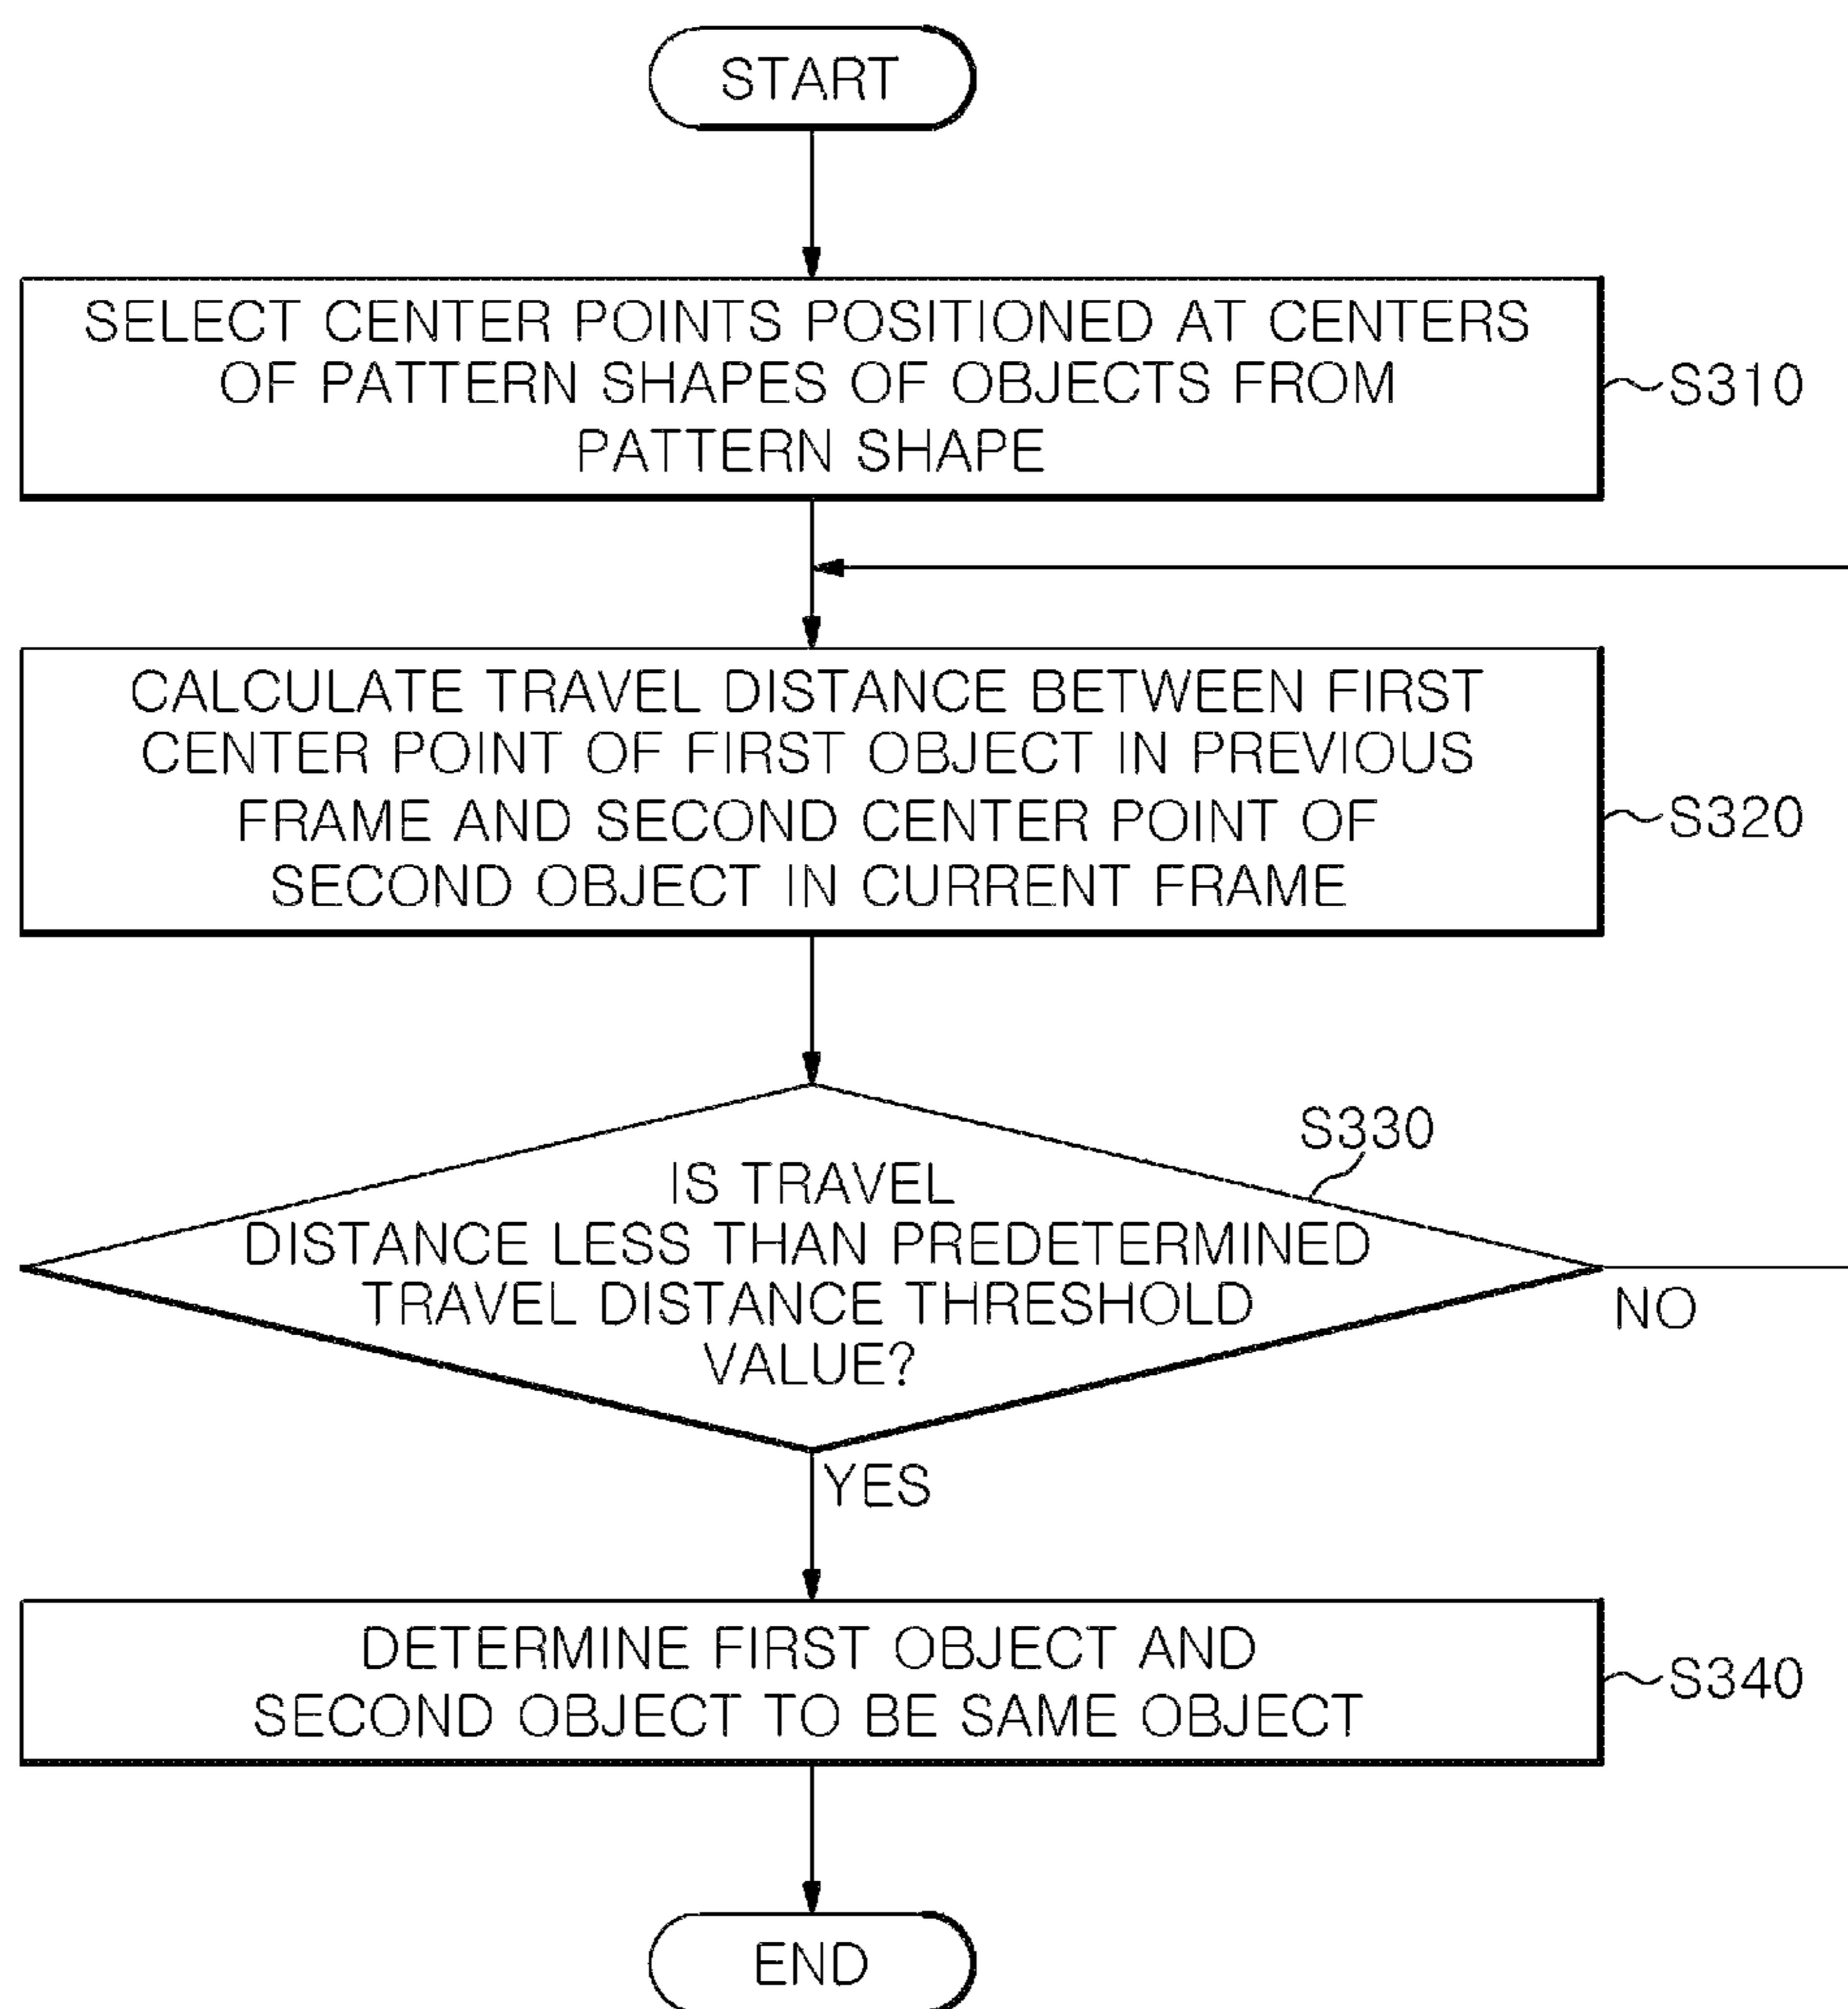 START
SELECT CENTER POINTS POSITIONED AT CENTERS
OF PATTERN SHAPES OF OBJECTS FROM
PATTERN SHAPE
S310
CALCULATE TRAVEL DISTANCE BETWEEN FIRST
CENTER POINT OF FIRST OBJECT IN PREVIOUS
FRAME AND SECOND CENTER POINT OF
SECOND OBJECT IN CURRENT FRAME
S320
S330
IS TRAVEL
DISTANCE LESS THAN PREDETERMINED
TRAVEL DISTANCE THRESHOLD
VALUE?
NO
YES
DETERMINE FIRST OBJECT AND
SECOND OBJECT TO BE SAME OBJECT
S340
END